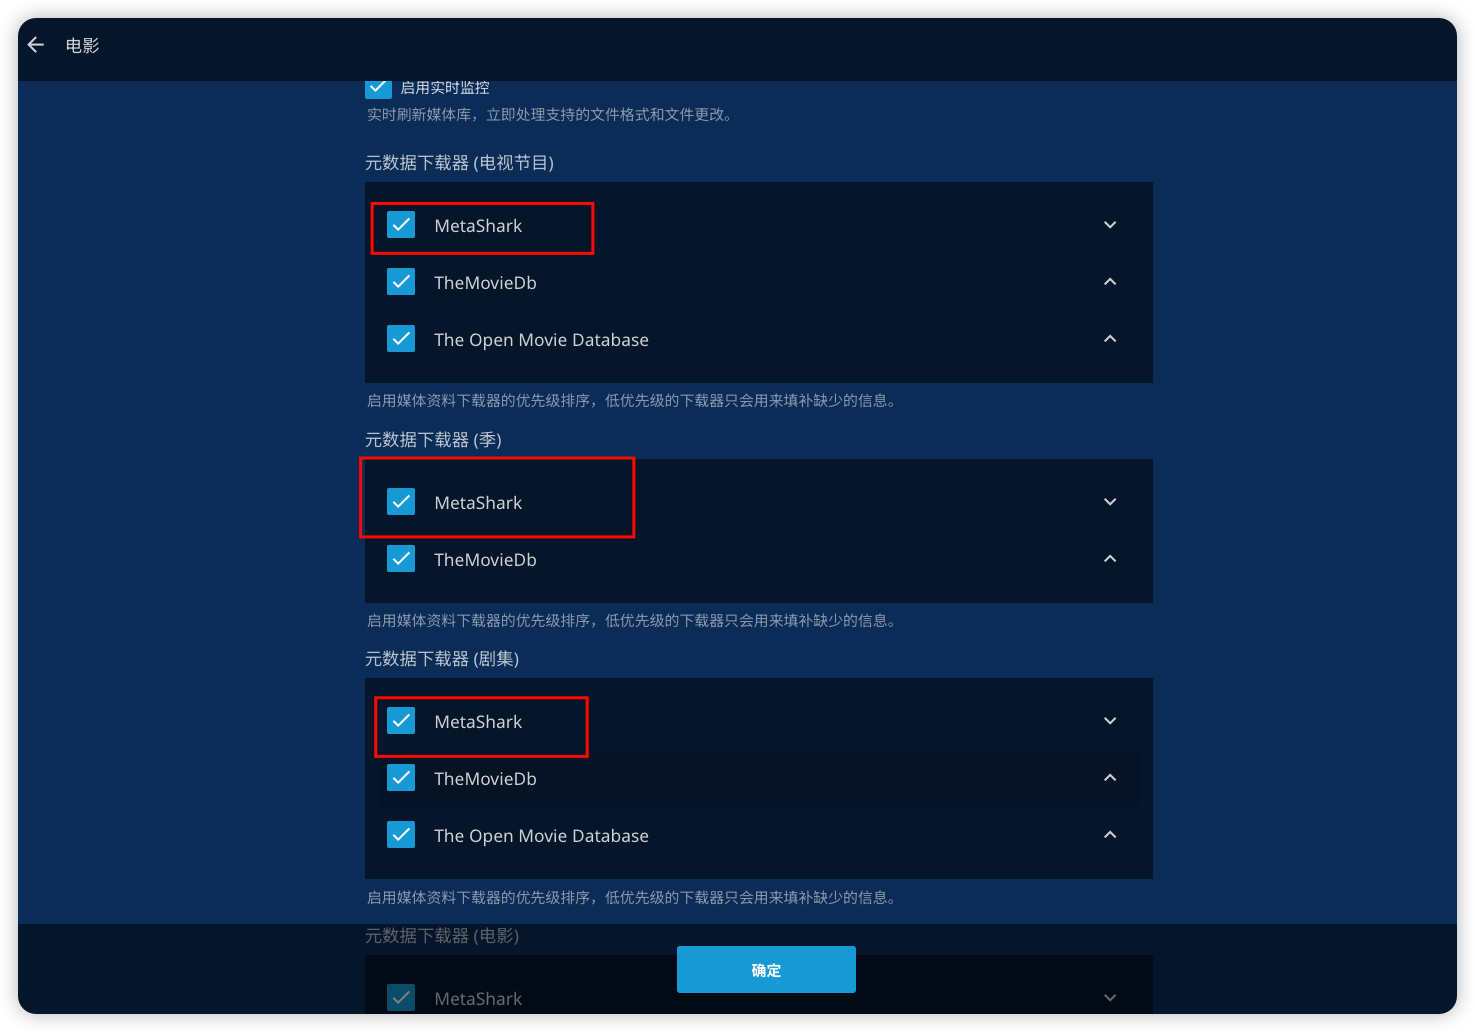 电影
启用实时监控
实时刷新媒体库，立即处理支持的文件格式和文件更改。
元数据下载器 (电视节目)
MetaShark
TheMovieDb
The Open Movie Database
启用媒体资料下载器的优先级排序，低优先级的下载器只会用来填补缺少的信息。
元数据下载器 (季)
MetaShark
TheMovieDb
启用媒体资料下载器的优先级排序，低优先级的下载器只会用来填补缺少的信息。
元数据下载器 (剧集)
MetaShark
TheMovieDb
The Open Movie Database
启用媒体资料下载器的优先级排序，低优先级的下载器只会用来填补缺少的信息。
元数据下载器 (电影)
确定
MetaShark